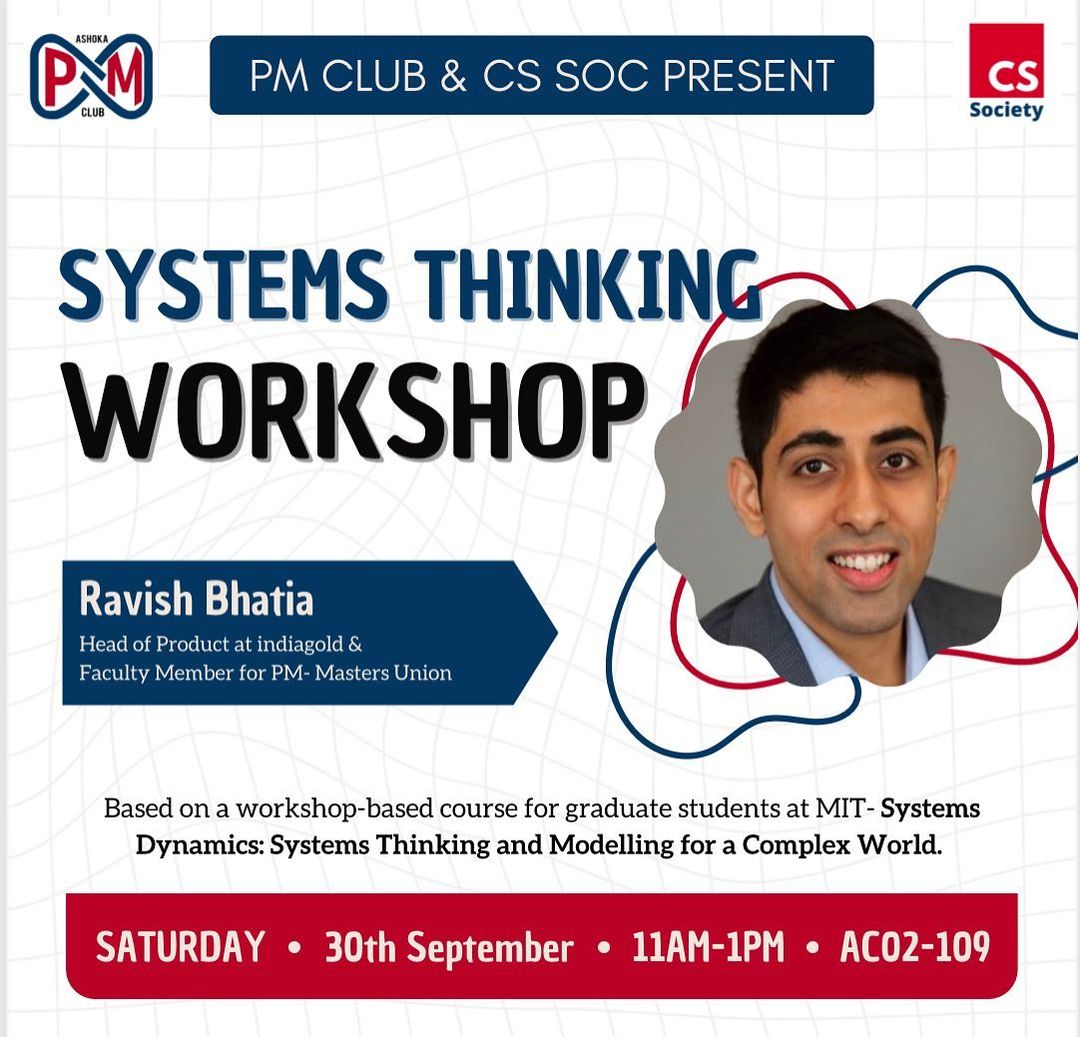 ASHOKA
PM
CLUB
PM CLUB & CS SOC PRESENT
CS
Society
SYSTEMS THINKING
WORKSHOP
Ravish Bhatia
Head of Product at indiagold &
Faculty Member for PM- Masters Union
Based on a workshop-based course for graduate students at MIT- Systems
Dynamics: Systems Thinking and Modelling for a Complex World.
SATURDAY • 30th September • 11AM-1PM • AC02-109